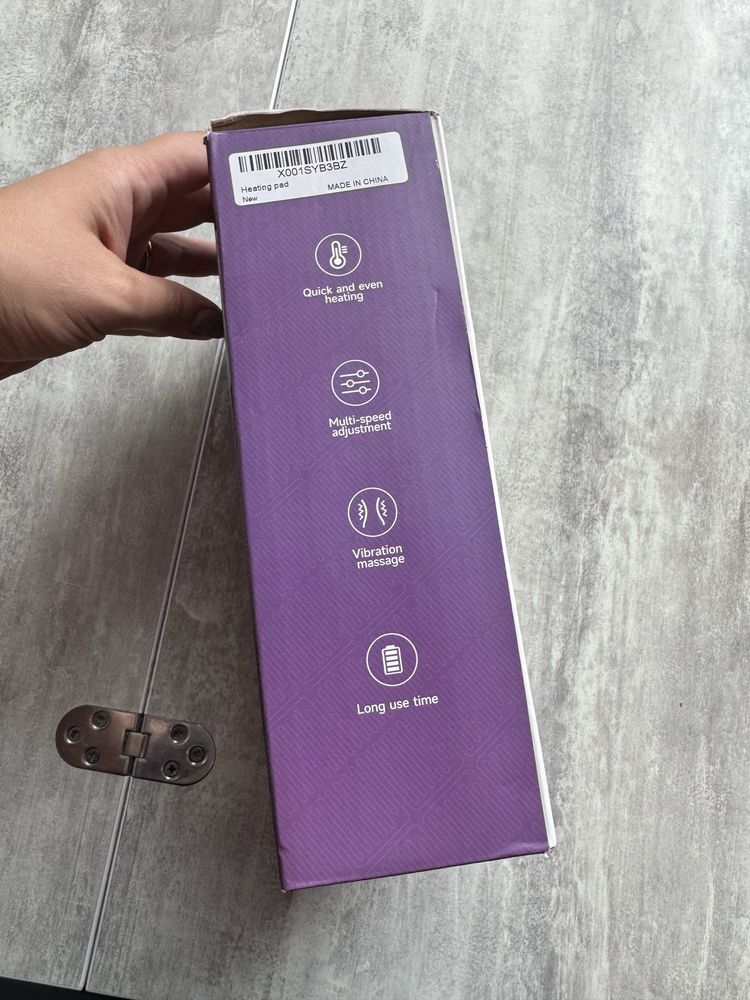 X001SYB3BZ
Heating pad
New
MADE IN CHINA
Quick and even
heating
Multi-speed
adjustment
Vibration
massage
Long use time